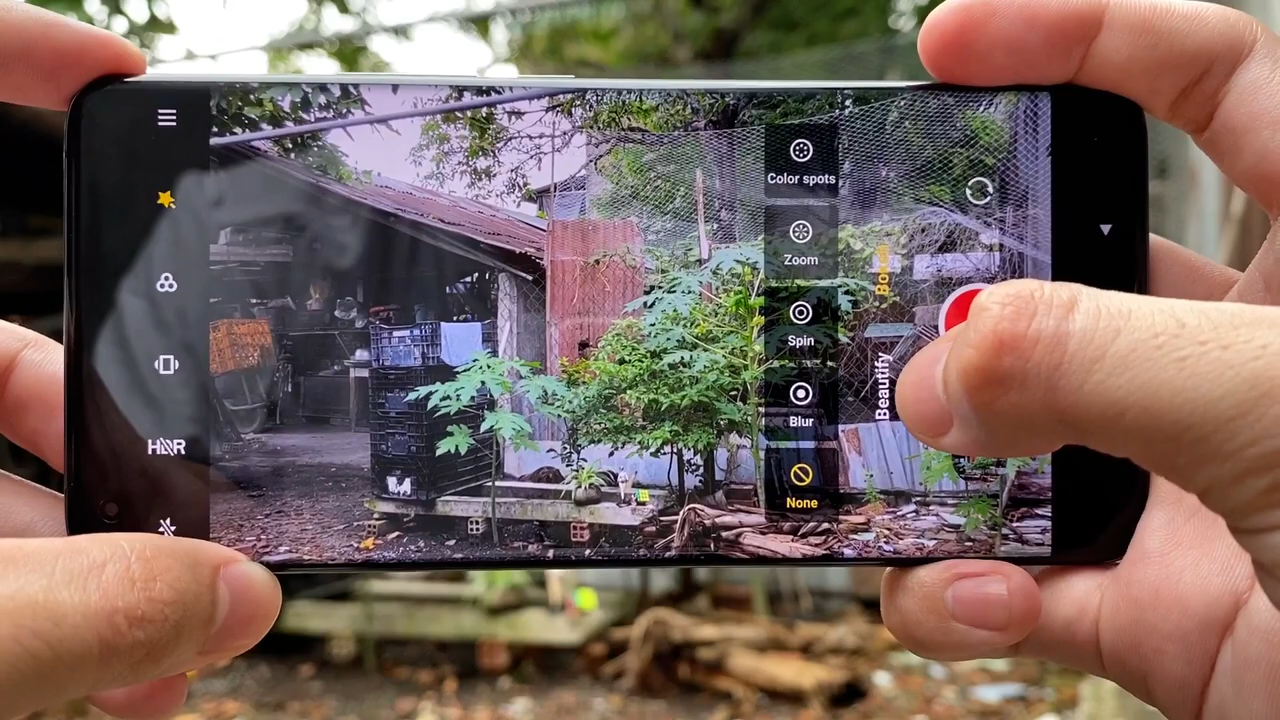 HDR
Color spots
Zoom
Spin
Blur
None
Bokeh
Beautify